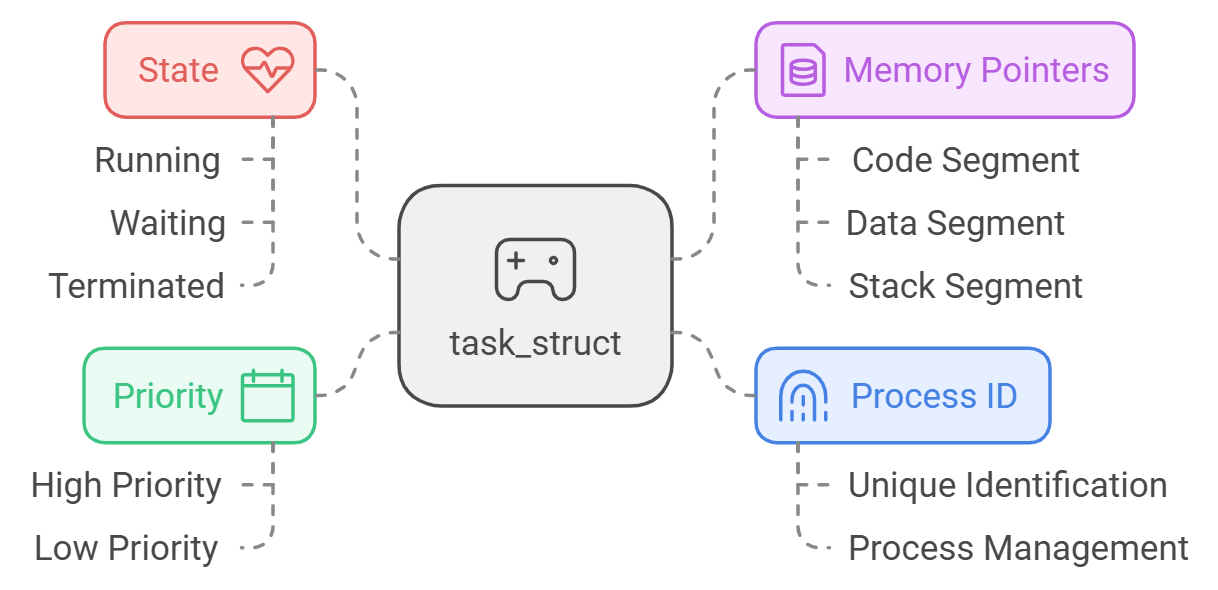 State
Running
Waiting
Terminated
Priority
High Priority
Low Priority
task_struct
Memory Pointers
Code Segment
Data Segment
Stack Segment
Process ID
Unique Identification
Process Management